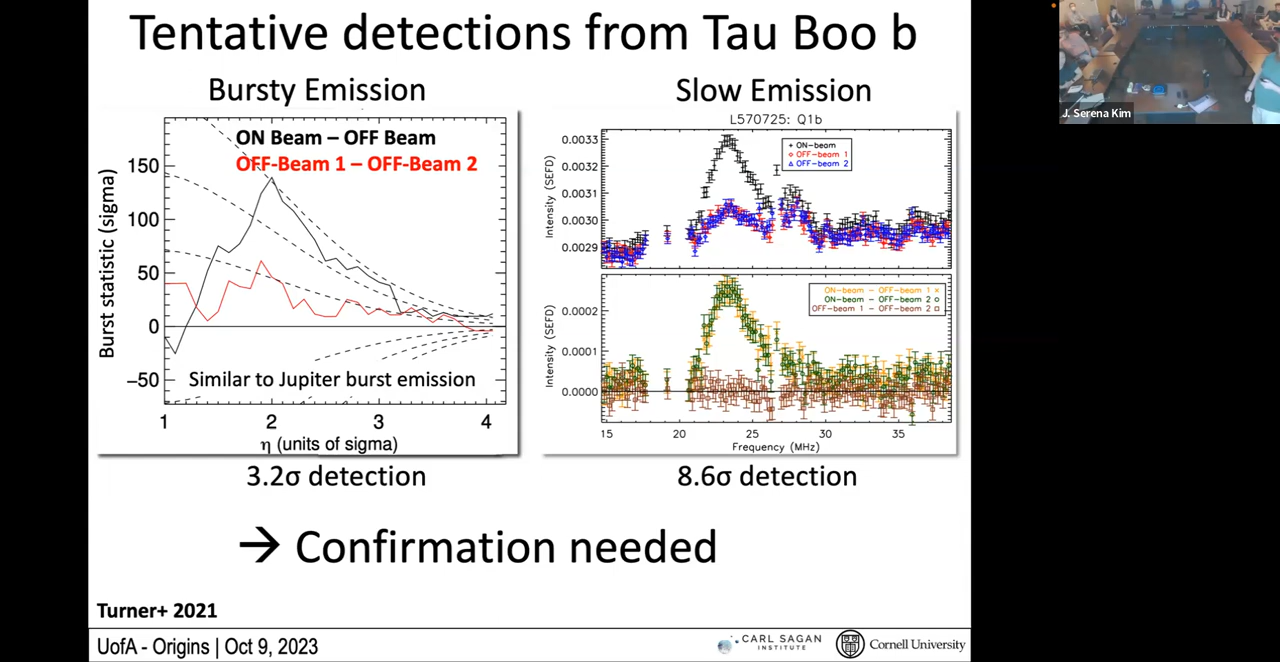 Tentative detections from Tau Boo b
Bursty Emission
ON Beam – OFF Beam
OFF-Beam 1 – OFF-Beam 2
Burst statistic (sigma)
150
100
50
0
−50
Similar to Jupiter burst emission
1 2 3 4
η (units of sigma)
3.2σ detection
Slow Emission
L570725: Q1b
Intensity (SEFD)
0.0033
0.0032
0.0031
0.0030
0.0029
ON-beam
OFF-beam 1
OFF-beam 2
Intensity (SEFD)
0.0002
0.0001
0.0000
ON-beam − OFF-beam 1
ON-beam − OFF-beam 2
OFF-beam 1 − OFF-beam 2
15 20 25 30 35
Frequency (MHz)
8.6σ detection
→ Confirmation needed
Turner+ 2021
UofA - Origins | Oct 9, 2023
CARL SAGAN
INSTITUTE
Cornell University
J. Serena Kim